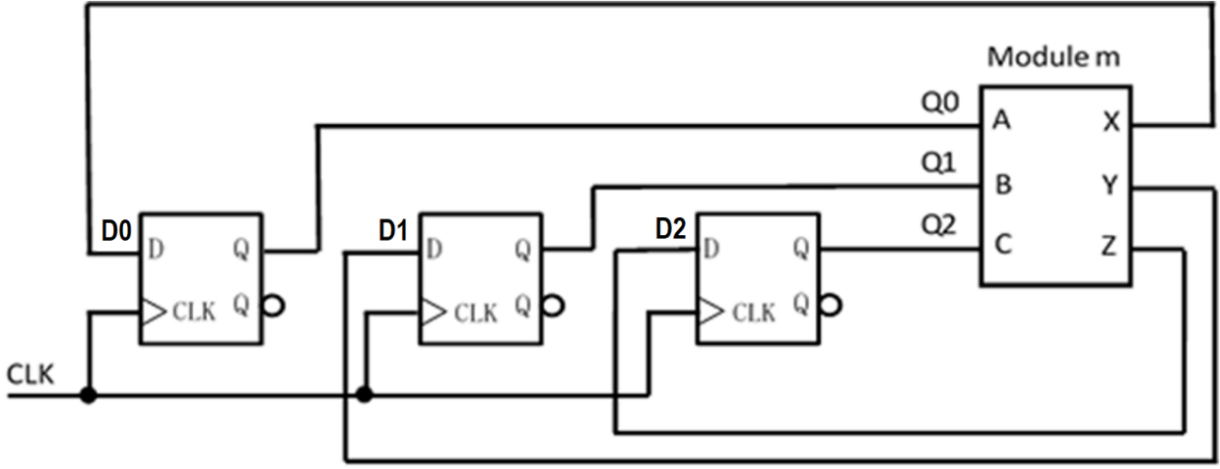 Module m
Q0
A
X
Q1
B
Y
D0
D1
D2
Q2
D
Q
D
Q
D
Q
C
Z
CLK
Q
CLK
Q
CLK
Q
CLK